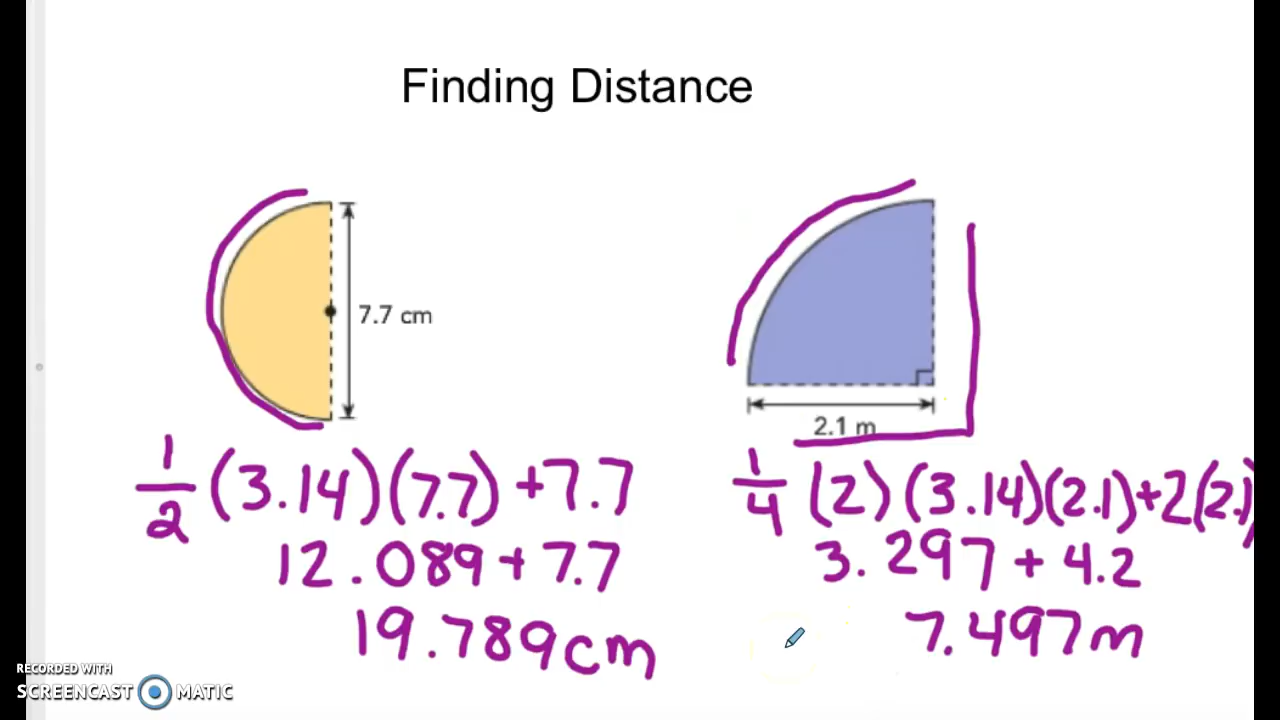 Finding Distance
7.7 cm
2.1 m
1/2 (3.14)(7.7) + 7.7
12.089 + 7.7
19.789 cm
1/4 (2)(3.14)(2.1) + 2(2.1)
3.297 + 4.2
7.497 m
RECORDED WITH
SCREENCAST MATIC